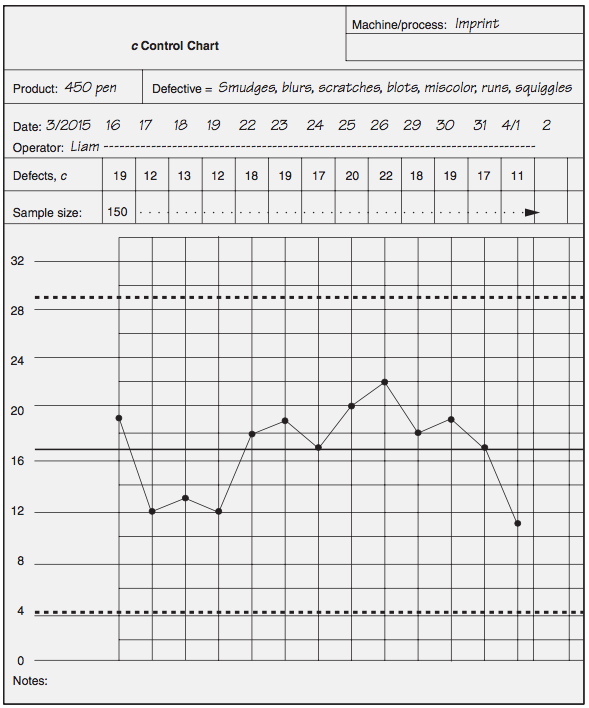 Machine/process: Imprint
c Control Chart
Product: 450 pen Defective = Smudges, blurs, scratches, blots, miscolor, runs, squiggles
Date: 3/2015 16 17 18 19 22 23 24 25 26 29 30 31 4/1 2
Operator: Liam
Defects, c 19 12 13 12 18 19 17 20 22 18 19 17 11
Sample size: 150
32
28
24
20
16
12
8
4
0
Notes: